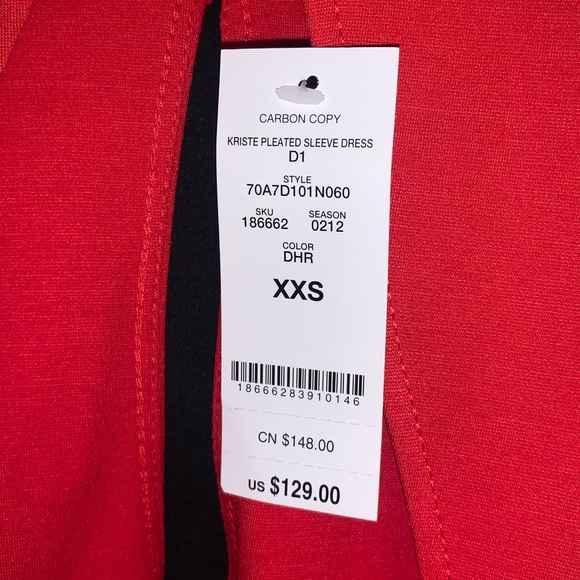 CARBON COPY
KRISTE PLEATED SLEEVE DRESS
D1
STYLE
70A7D101N060
SKU SEASON
186662 0212
COLOR
DHR
XXS
18666283910146
CN $148.00
US $129.00